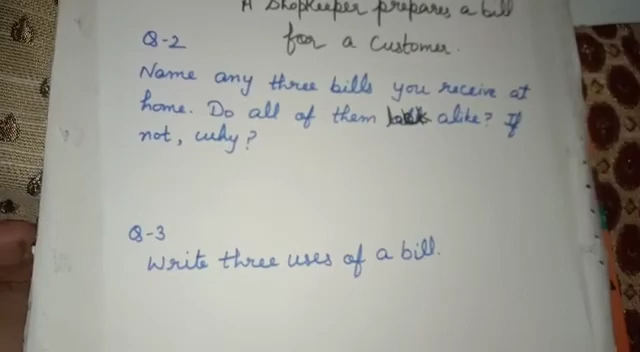 A Shopkeeper prepares a bill
for a Customer.
Q-2
Name any three bills you receive at
home. Do all of them look alike? If
not, why?
Q-3
Write three uses of a bill.